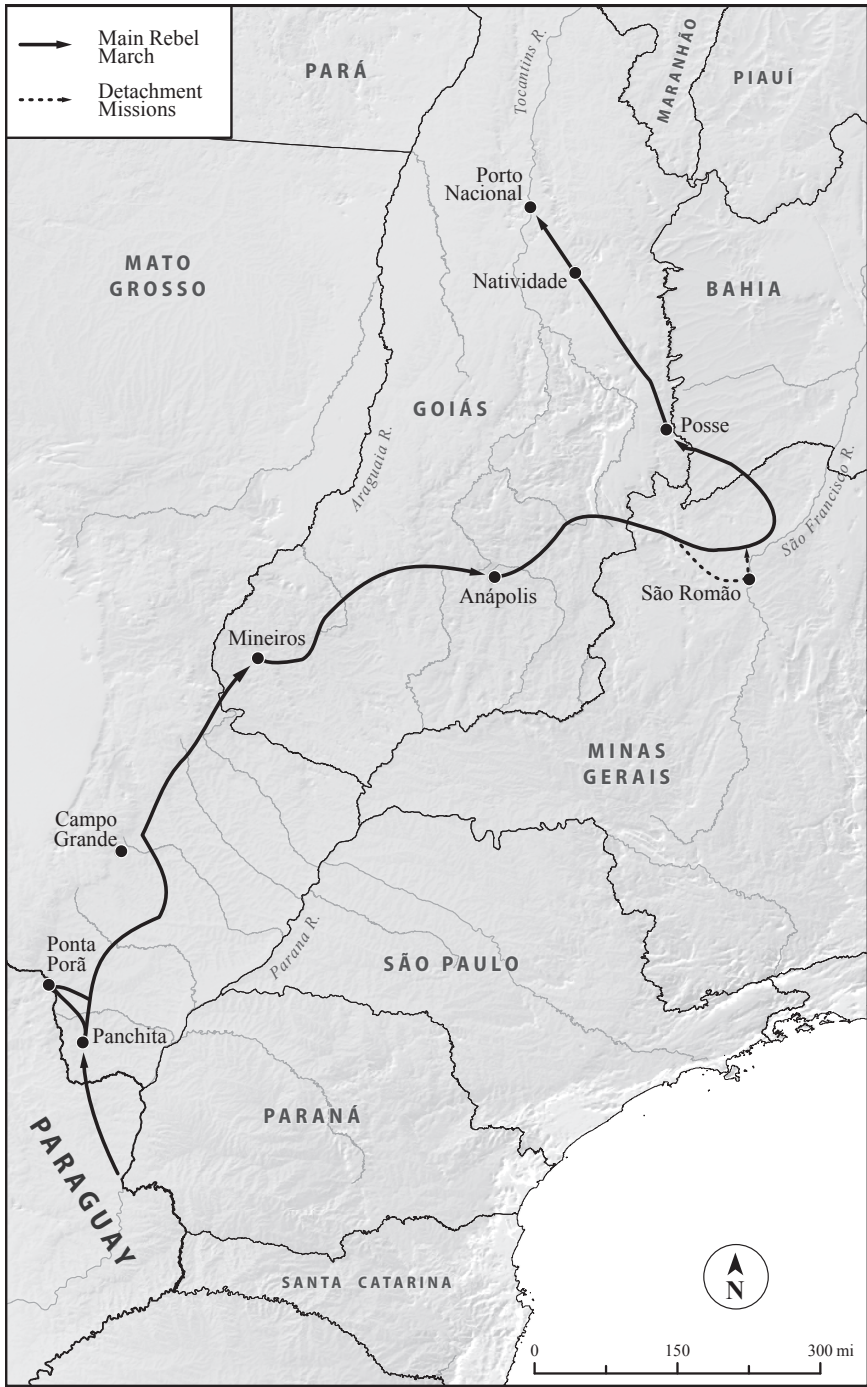 Main Rebel
March
Detachment
Missions
PARÁ
Tocantins R.
MARANHÃO
PIAUÍ
Porto
Nacional
MATO
GROSSO
Natividade
BAHIA
GOIÁS
Posse
Araguaia R.
São Francisco R.
Anápolis
São Romão
Mineiros
MINAS
GERAIS
Campo
Grande
Parana R.
SÃO PAULO
Ponta
Porã
Panchita
PARANÁ
PARAGUAY
SANTA CATARINA
N
0 150 300 mi